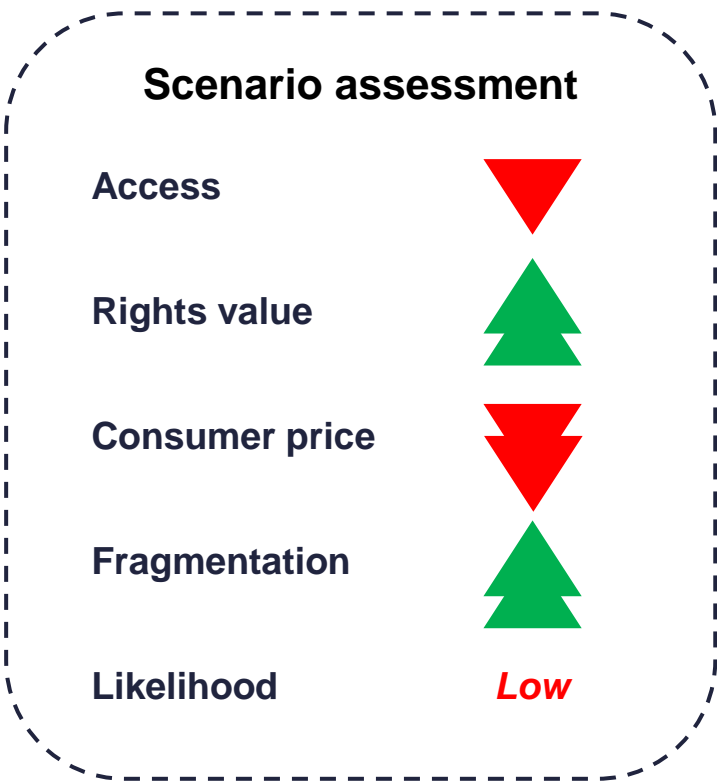 Scenario assessment
Access
Rights value
Consumer price
Fragmentation
Likelihood Low